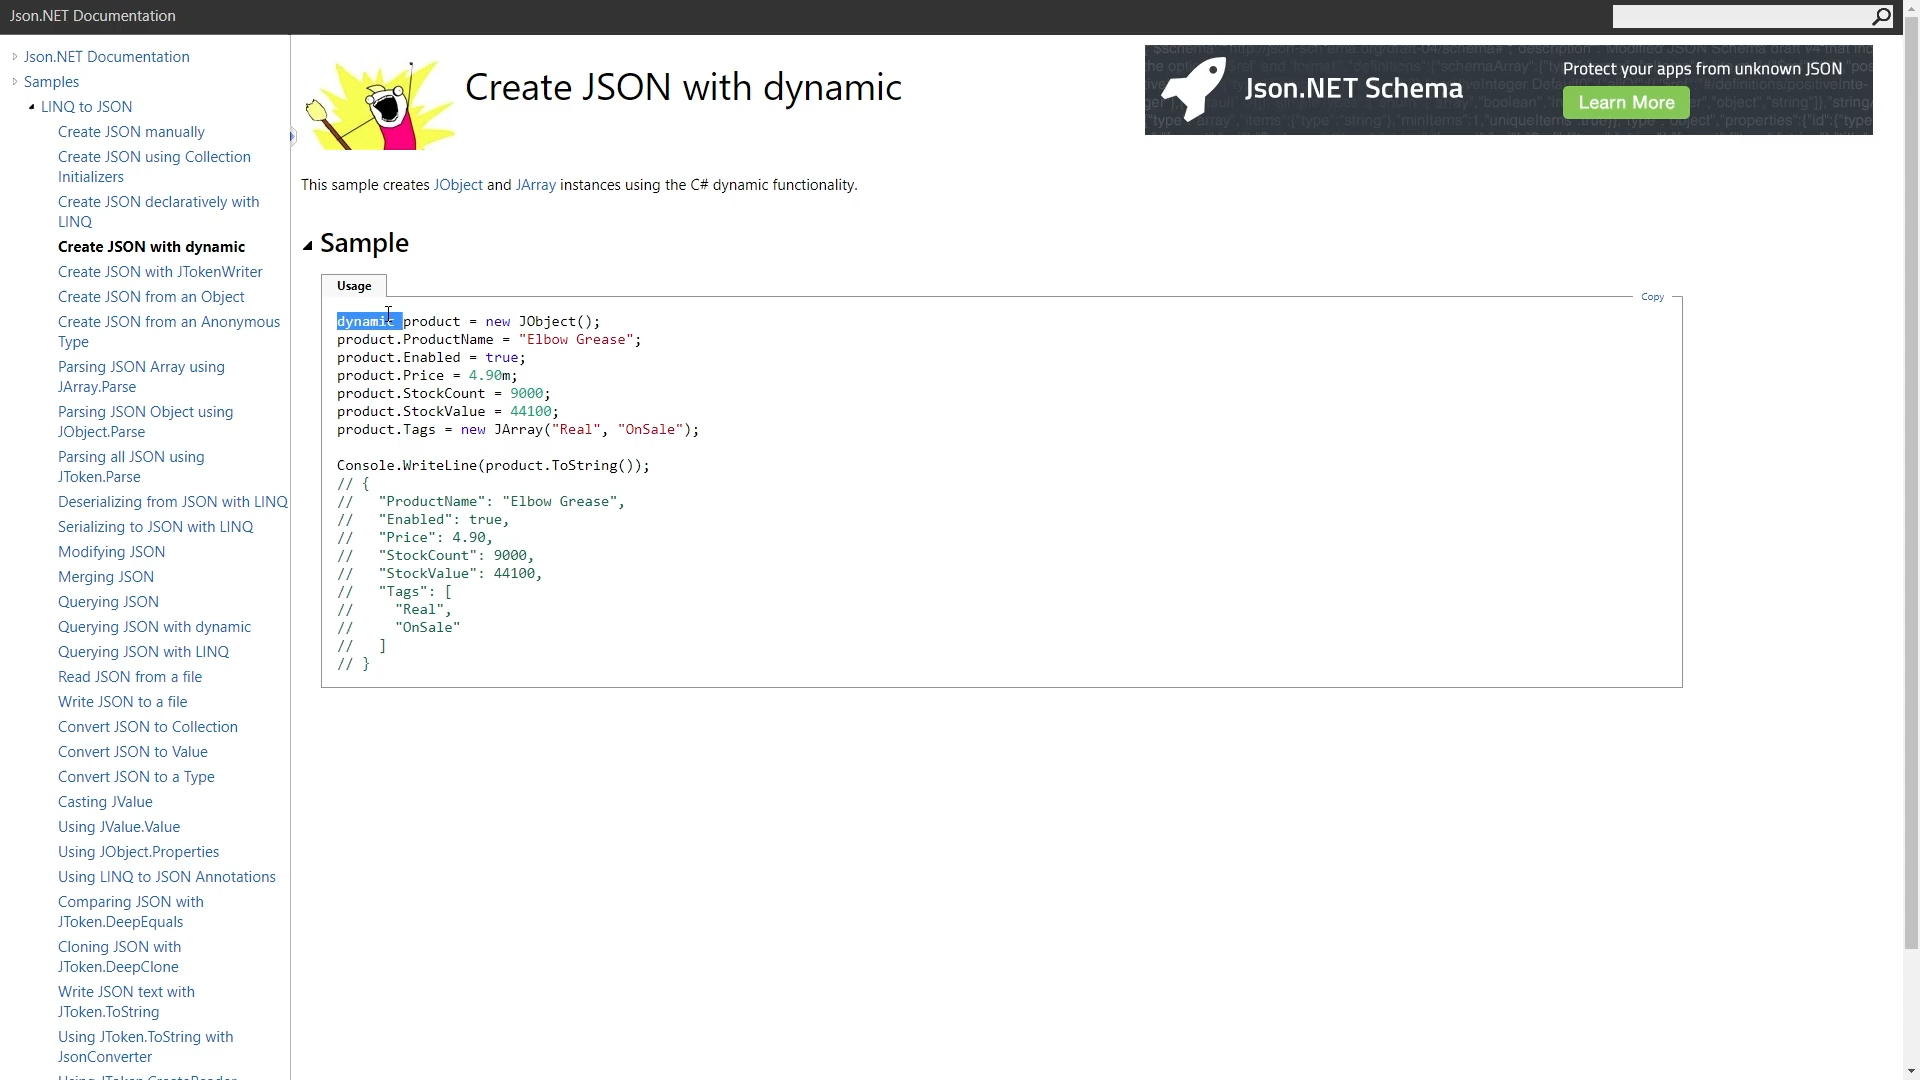 Json.NET Documentation
Json.NET Documentation
Samples
LINQ to JSON
Create JSON manually
Create JSON using Collection
Initializers
Create JSON declaratively with
LINQ
Create JSON with dynamic
Create JSON with JTokenWriter
Create JSON from an Object
Create JSON from an Anonymous
Type
Parsing JSON Array using
JArray.Parse
Parsing JSON Object using
JObject.Parse
Parsing all JSON using
JToken.Parse
Deserializing from JSON with LINQ
Serializing to JSON with LINQ
Modifying JSON
Merging JSON
Querying JSON
Querying JSON with dynamic
Querying JSON with LINQ
Read JSON from a file
Write JSON to a file
Convert JSON to Collection
Convert JSON to Value
Convert JSON to a Type
Casting JValue
Using JValue.Value
Using JObject.Properties
Using LINQ to JSON Annotations
Comparing JSON with
JToken.DeepEquals
Cloning JSON with
JToken.DeepClone
Write JSON text with
JToken.ToString
Using JToken.ToString with
JsonConverter
Create JSON with dynamic
Json.NET Schema
Protect your apps from unknown JSON
Learn More
This sample creates JObject and JArray instances using the C# dynamic functionality.
Sample
Usage
Copy
dynamic product = new JObject();
product.ProductName = "Elbow Grease";
product.Enabled = true;
product.Price = 4.90m;
product.StockCount = 9000;
product.StockValue = 44100;
product.Tags = new JArray("Real", "OnSale");
Console.WriteLine(product.ToString());
// {
//   "ProductName": "Elbow Grease",
//   "Enabled": true,
//   "Price": 4.90,
//   "StockCount": 9000,
//   "StockValue": 44100,
//   "Tags": [
//     "Real",
//     "OnSale"
//   ]
// }